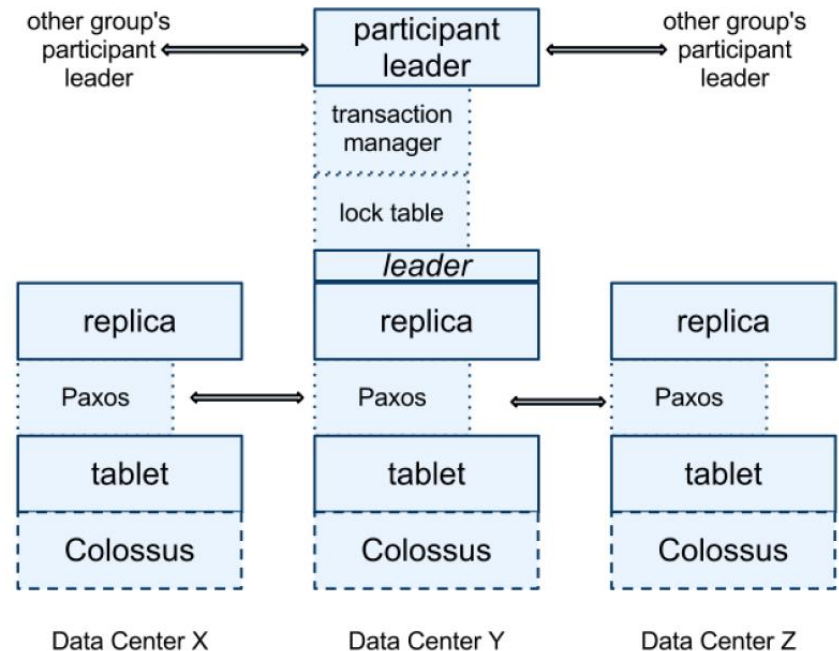 other group's
participant
leader
participant
leader
other group's
participant
leader
transaction
manager
lock table
leader
replica
replica
replica
Paxos
Paxos
Paxos
tablet
tablet
tablet
Colossus
Colossus
Colossus
Data Center X
Data Center Y
Data Center Z